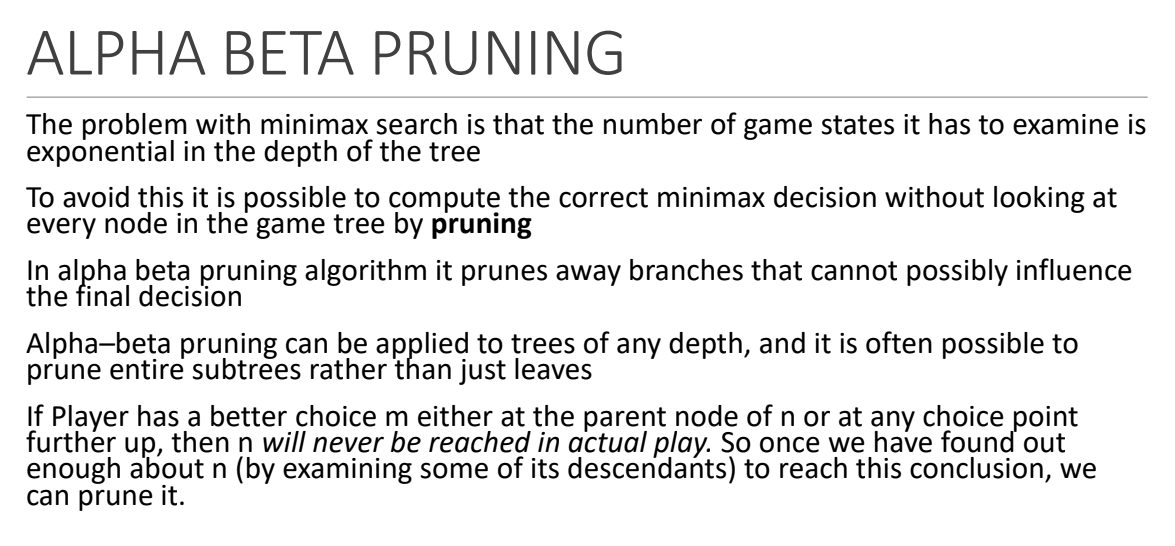 ALPHA BETA PRUNING
The problem with minimax search is that the number of game states it has to examine is
exponential in the depth of the tree
To avoid this it is possible to compute the correct minimax decision without looking at
every node in the game tree by pruning
In alpha beta pruning algorithm it prunes away branches that cannot possibly influence
the final decision
Alpha–beta pruning can be applied to trees of any depth, and it is often possible to
prune entire subtrees rather than just leaves
If Player has a better choice m either at the parent node of n or at any choice point
further up, then n will never be reached in actual play. So once we have found out
enough about n (by examining some of its descendants) to reach this conclusion, we
can prune it.